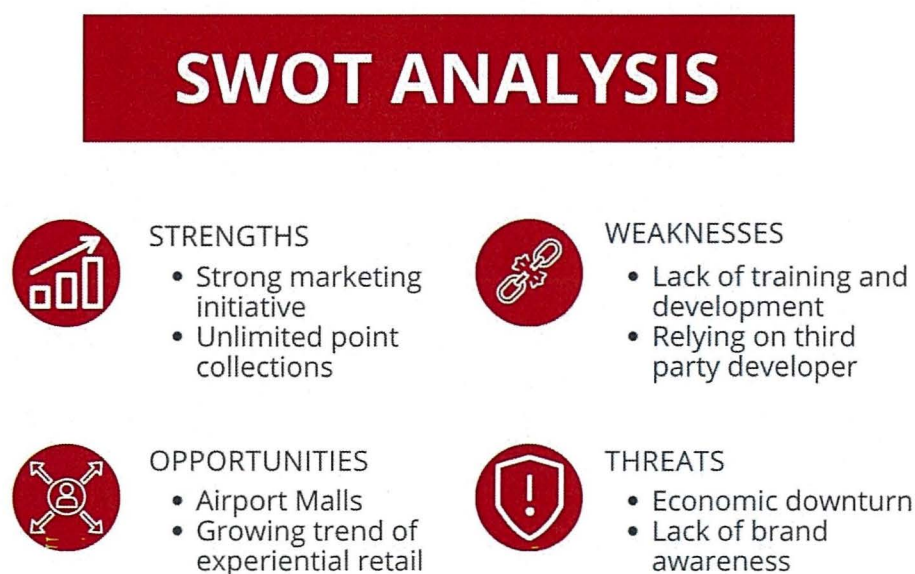 SWOT ANALYSIS
STRENGTHS
• Strong marketing
initiative
• Unlimited point
collections
WEAKNESSES
• Lack of training and
development
• Relying on third
party developer
OPPORTUNITIES
• Airport Malls
• Growing trend of
experiential retail
THREATS
• Economic downturn
• Lack of brand
awareness